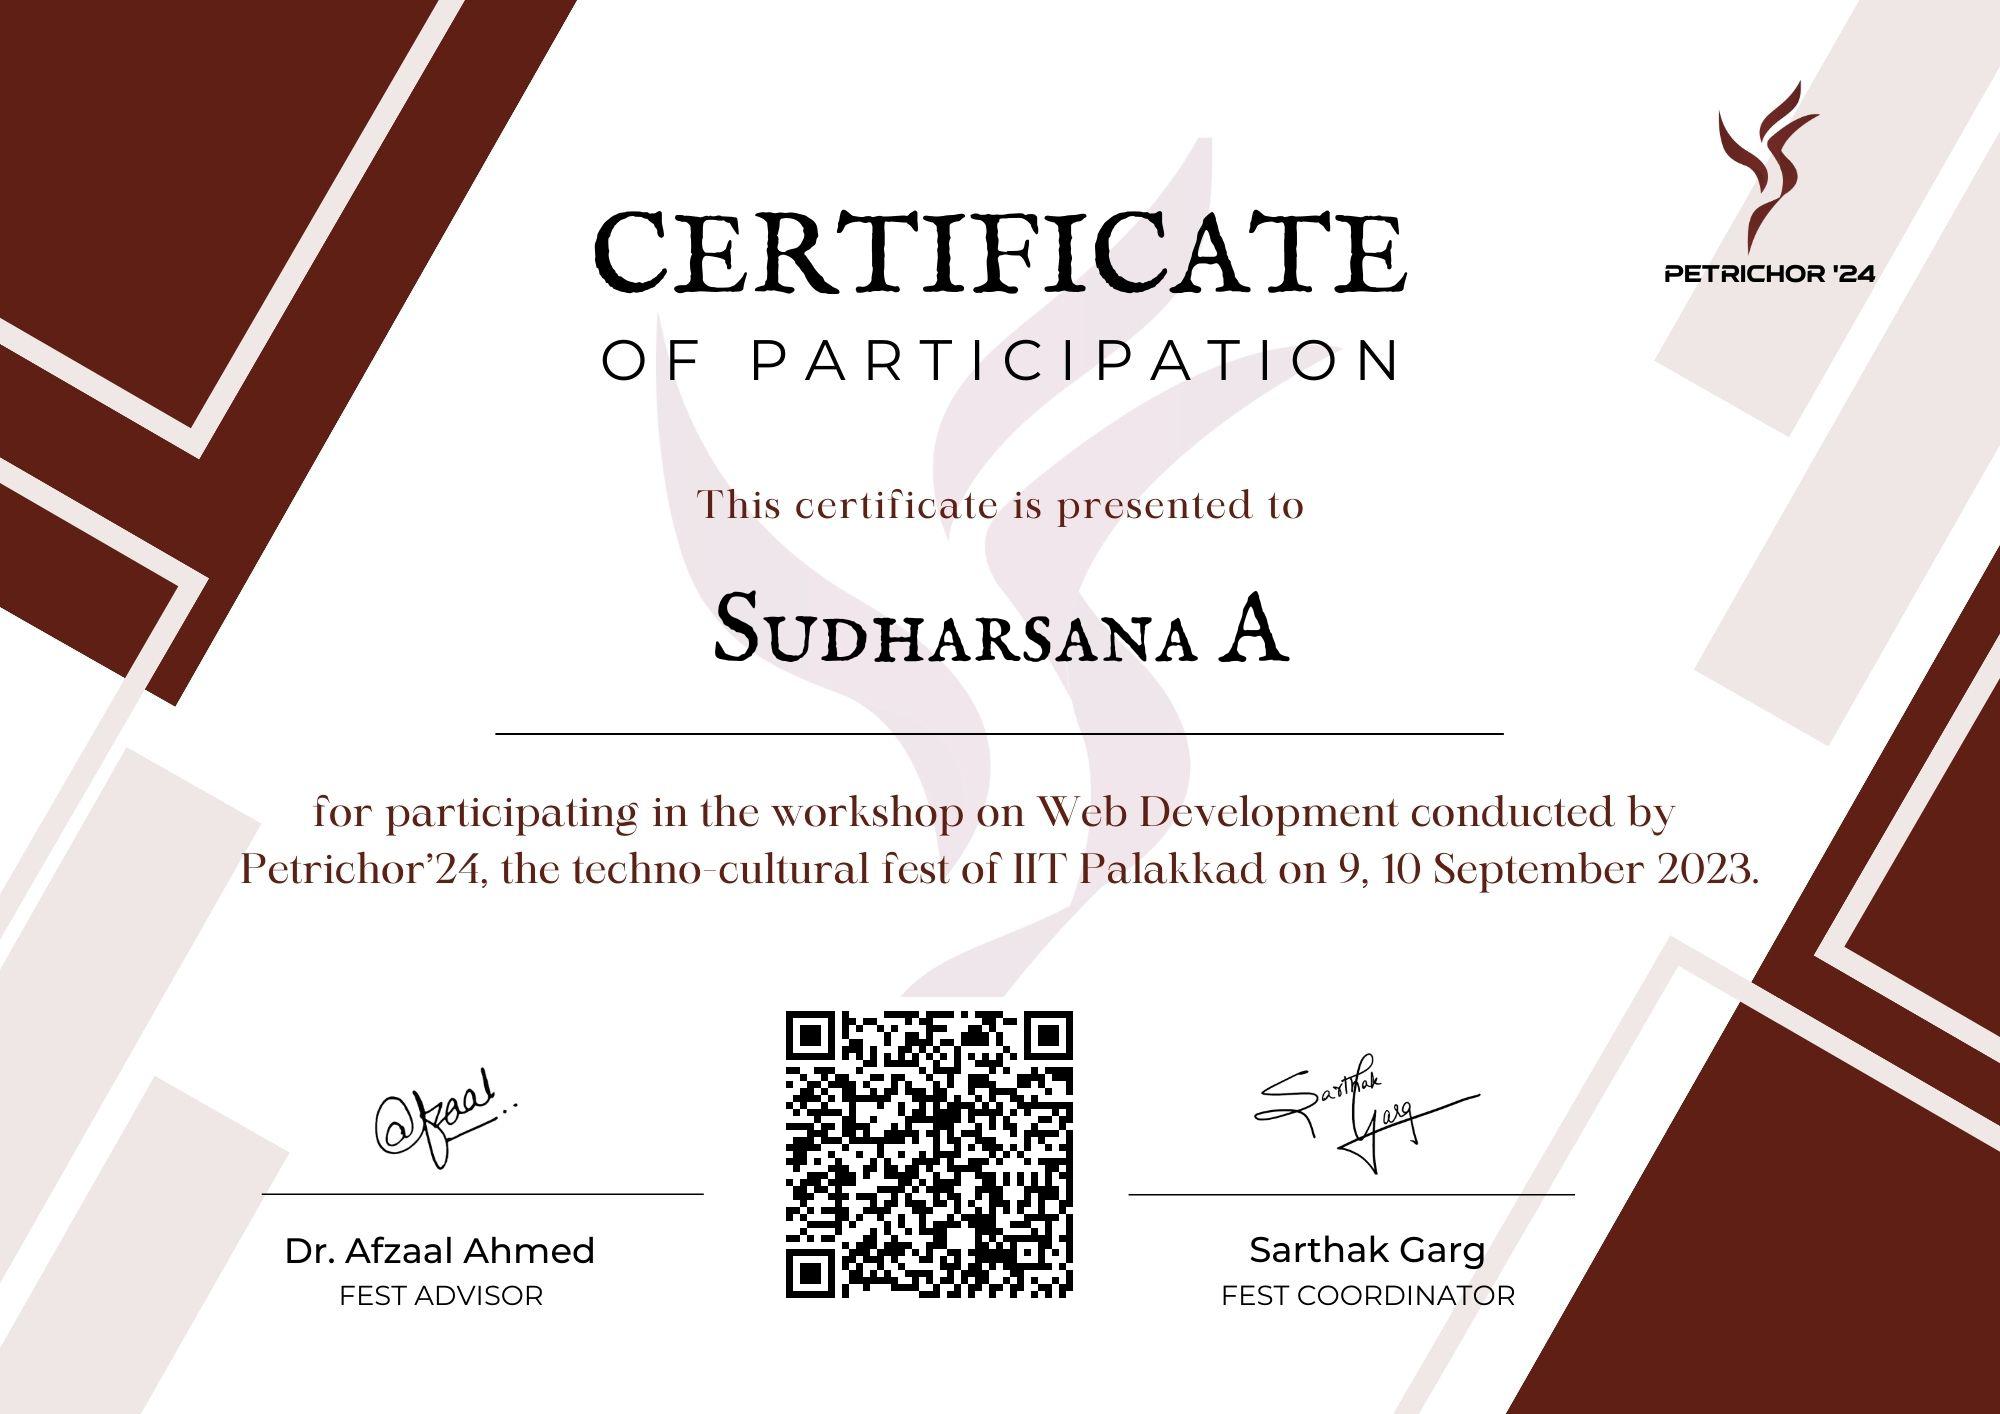 PETRICHOR '24
CERTIFICATE
OF PARTICIPATION
This certificate is presented to
Sudharsana A
for participating in the workshop on Web Development conducted by
Petrichor’24, the techno-cultural fest of IIT Palakkad on 9, 10 September 2023.
@fzaal..
Sarthak
Garg
Dr. Afzaal Ahmed
FEST ADVISOR
Sarthak Garg
FEST COORDINATOR